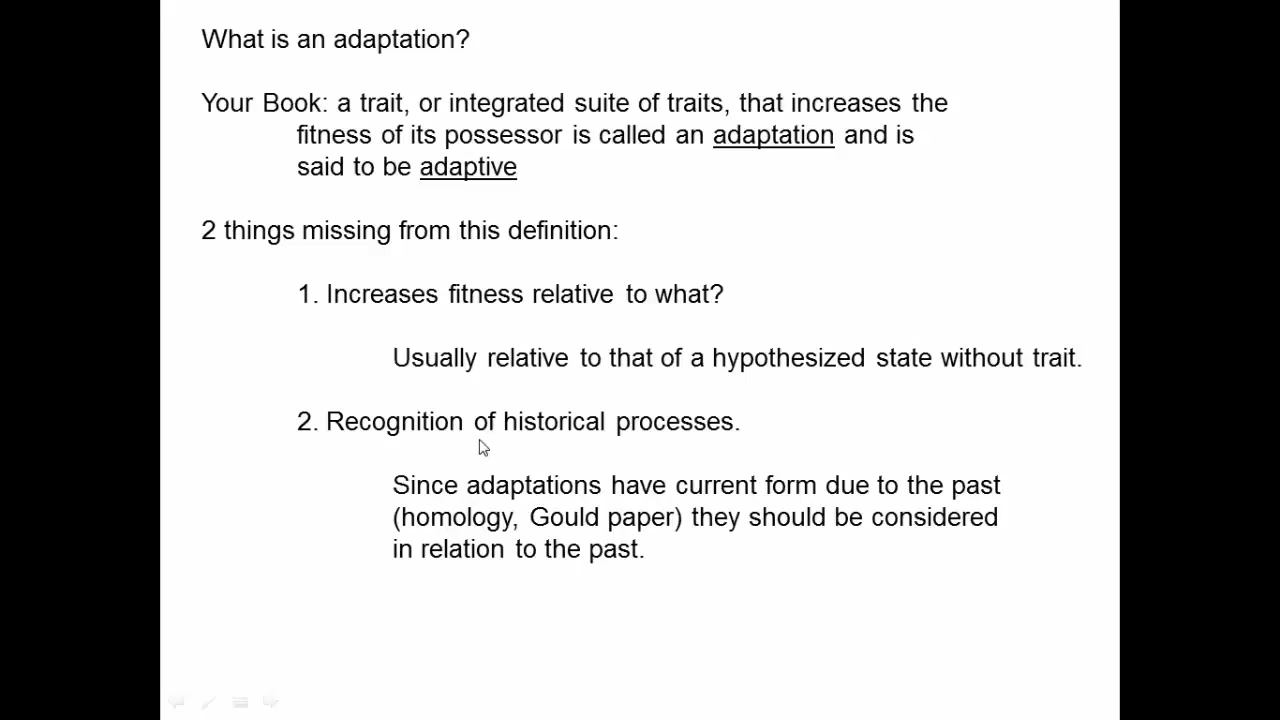 What is an adaptation?
Your Book: a trait, or integrated suite of traits, that increases the
fitness of its possessor is called an adaptation and is
said to be adaptive
2 things missing from this definition:
1. Increases fitness relative to what?
Usually relative to that of a hypothesized state without trait.
2. Recognition of historical processes.
Since adaptations have current form due to the past
(homology, Gould paper) they should be considered
in relation to the past.